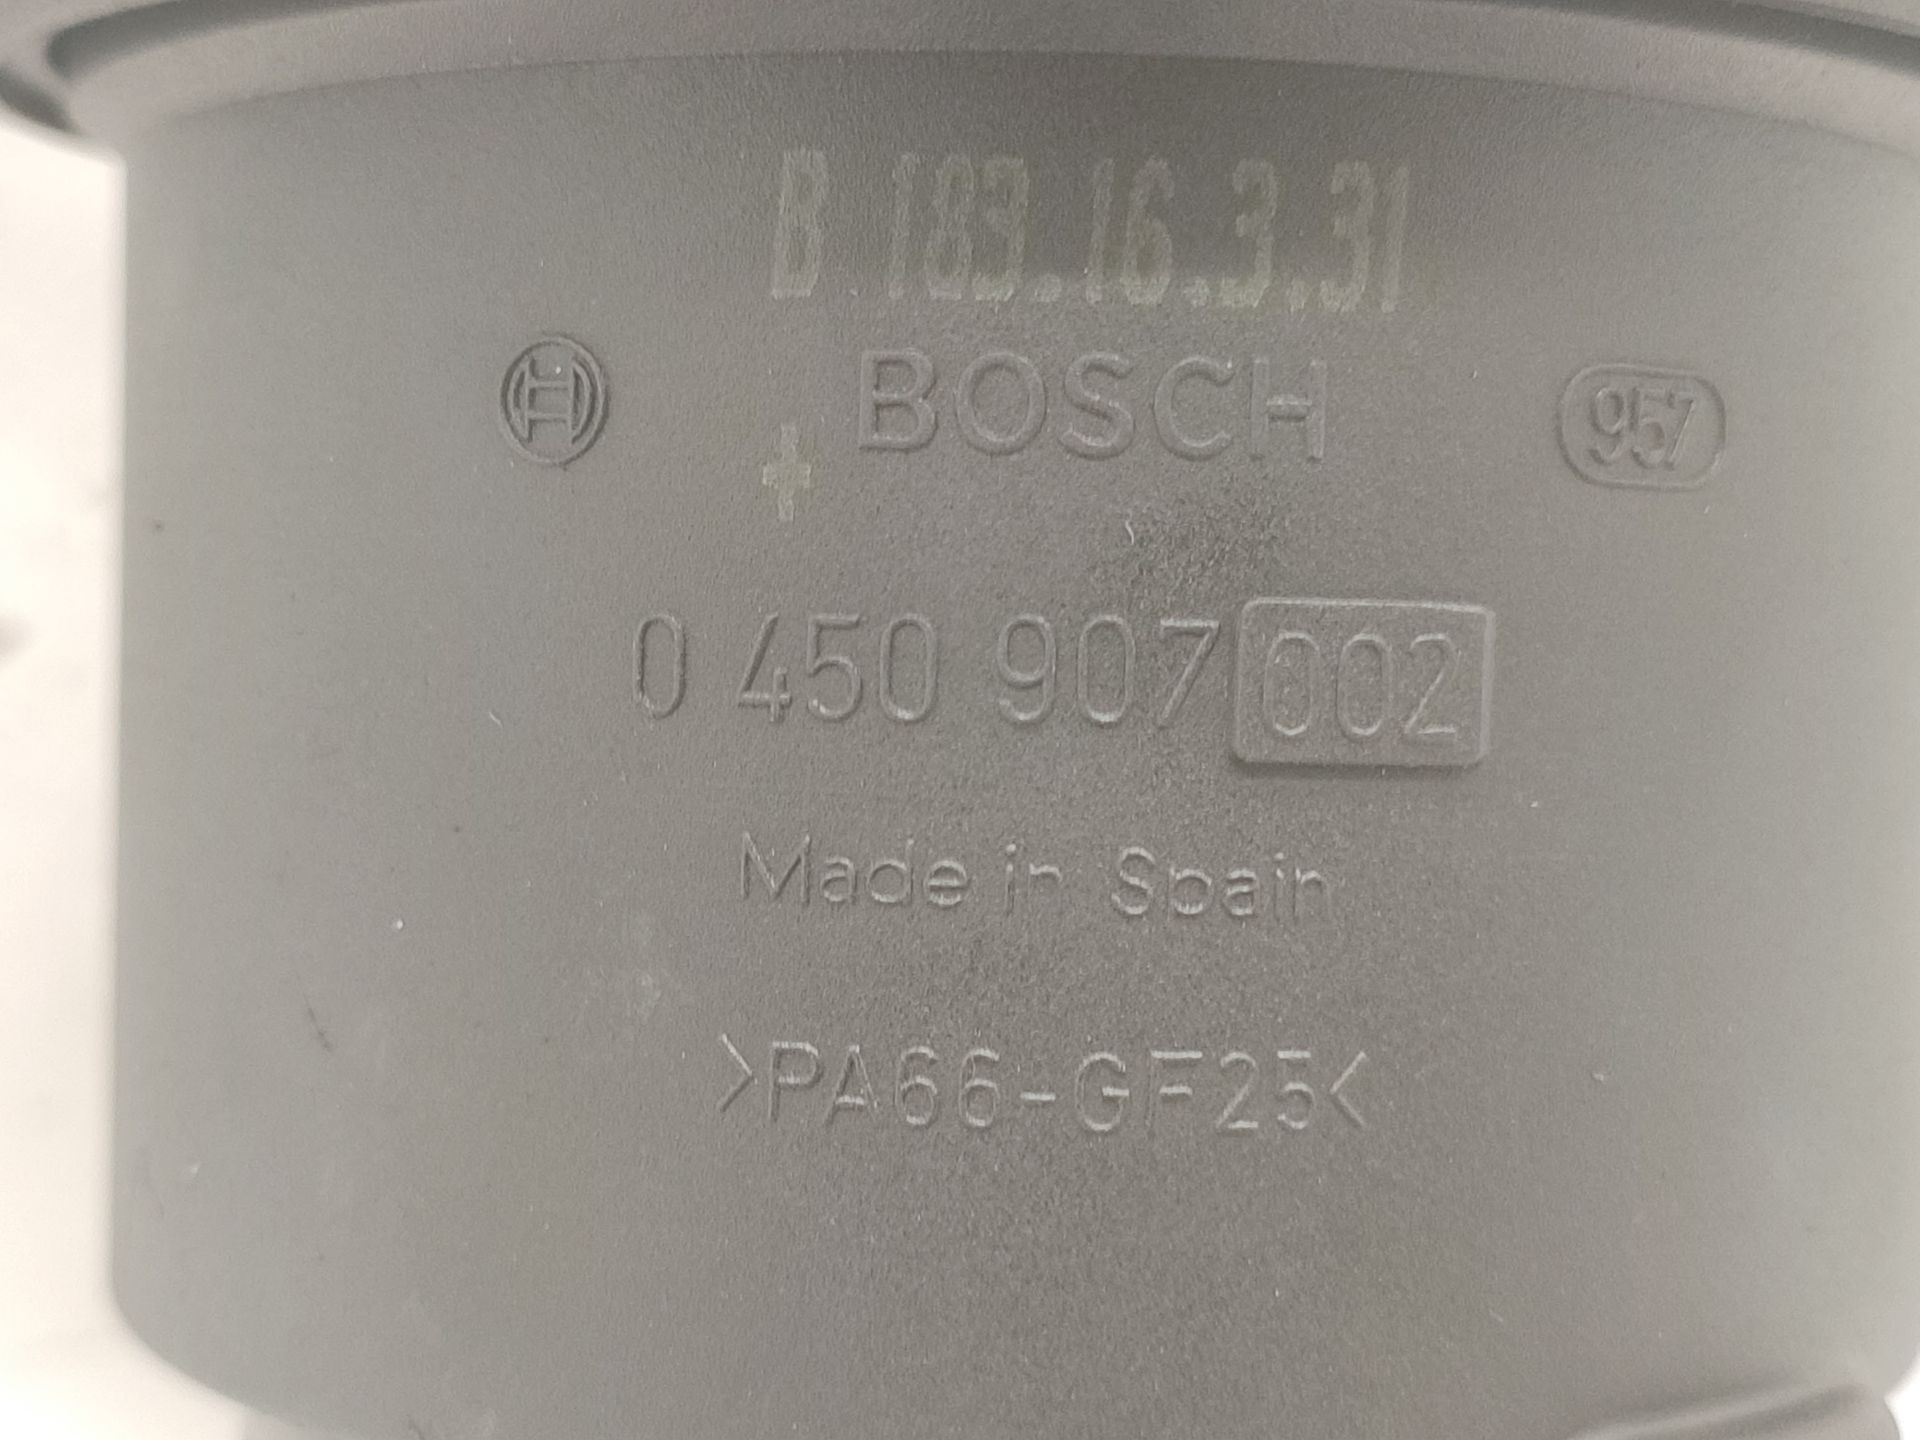 B 183.16.3.31
BOSCH
957
+
0 450 907 002
Made in Spain
>PA66-GF25<